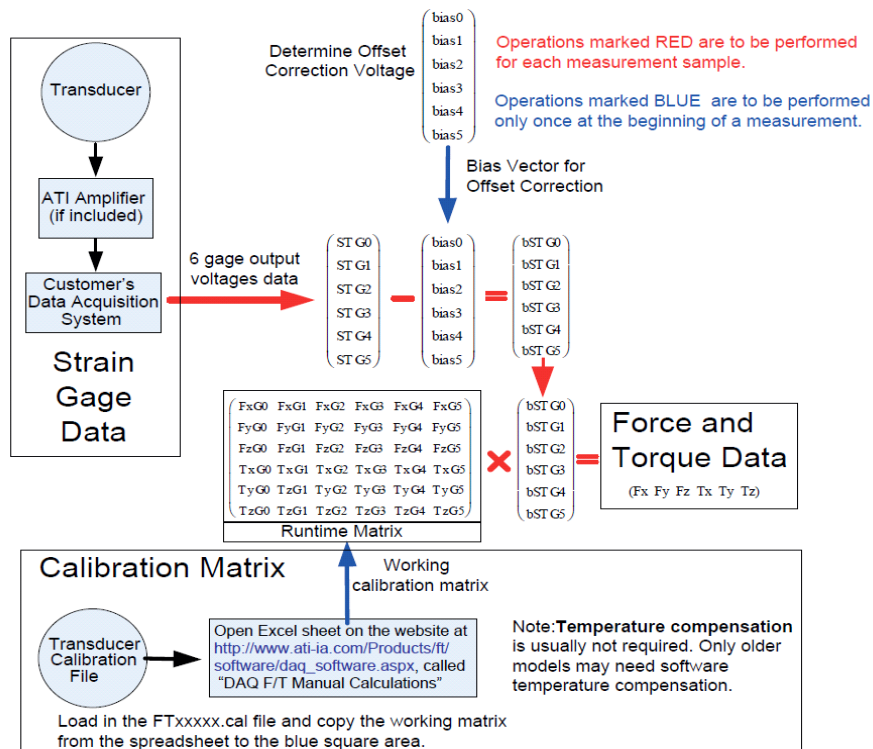 Transducer
ATI Amplifier
(if included)
Customer's
Data Acquisition
System
Strain
Gage
Data
6 gage output
voltages data
Determine Offset
Correction Voltage
bias0
bias1
bias2
bias3
bias4
bias5
Operations marked RED are to be performed
for each measurement sample.
Operations marked BLUE are to be performed
only once at the beginning of a measurement.
Bias Vector for
Offset Correction
ST G0
ST G1
ST G2
ST G3
ST G4
ST G5
−
bias0
bias1
bias2
bias3
bias4
bias5
=
bST G0
bST G1
bST G2
bST G3
bST G4
bST G5
FxG0 FxG1 FxG2 FxG3 FxG4 FxG5
FyG0 FyG1 FyG2 FyG3 FyG4 FyG5
FzG0 FzG1 FzG2 FzG3 FzG4 FzG5
TxG0 TxG1 TxG2 TxG3 TxG4 TxG5
TyG0 TzG1 TyG2 TyG3 TyG4 TyG5
TzG0 TzG1 TzG2 TzG3 TzG4 TzG5
Runtime Matrix
×
bST G0
bST G1
bST G2
bST G3
bST G4
bST G5
=
Force and
Torque Data
(Fx Fy Fz Tx Ty Tz)
Calibration Matrix
Working
calibration matrix
Transducer
Calibration
File
Open Excel sheet on the website at
http://www.ati-ia.com/Products/ft/
software/daq_software.aspx, called
"DAQ F/T Manual Calculations"
Note:Temperature compensation
is usually not required. Only older
models may need software
temperature compensation.
Load in the FTxxxxx.cal file and copy the working matrix
from the spreadsheet to the blue square area.